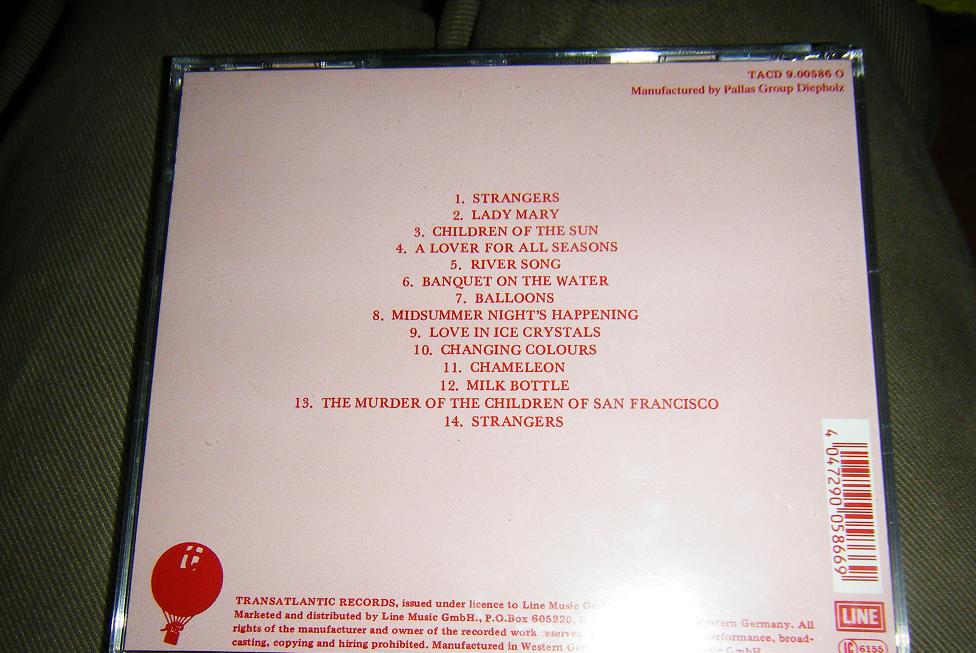 TACD 9.00586 O
Manufactured by Pallas Group Diepholz
1. STRANGERS
2. LADY MARY
3. CHILDREN OF THE SUN
4. A LOVER FOR ALL SEASONS
5. RIVER SONG
6. BANQUET ON THE WATER
7. BALLOONS
8. MIDSUMMER NIGHT'S HAPPENING
9. LOVE IN ICE CRYSTALS
10. CHANGING COLOURS
11. CHAMELEON
12. MILK BOTTLE
13. THE MURDER OF THE CHILDREN OF SAN FRANCISCO
14. STRANGERS
4 047290 058669
TRANSATLANTIC RECORDS, issued under licence to Line Music
Marketed and distributed by Line Music GmbH., P.O.Box 605220, Western Germany. All
rights of the manufacturer and owner of the recorded work reserved. performance, broad-
casting, copying and hiring prohibited. Manufactured in Western GmbH
LINE
LC 6155